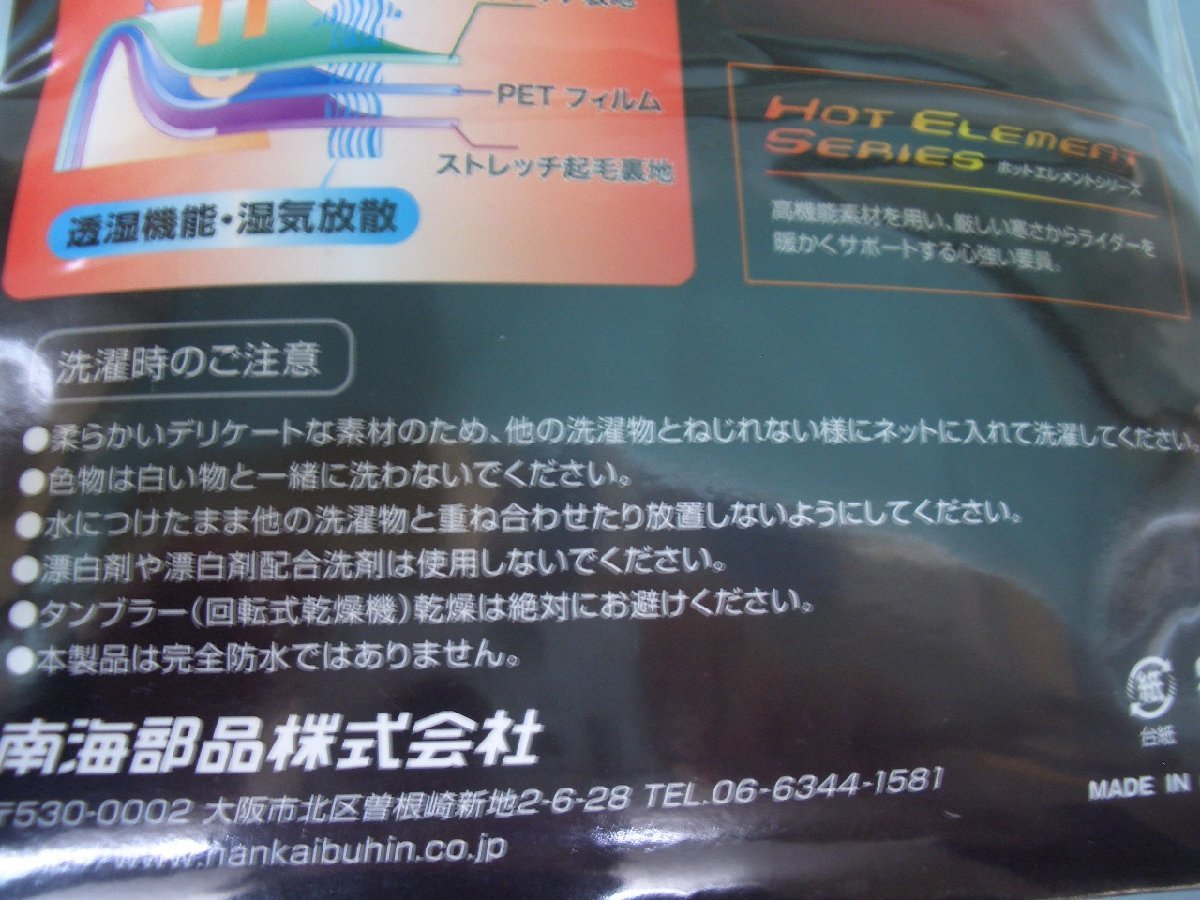 PET フィルム
ストレッチ起毛裏地
透湿機能・湿気放散
HOT ELEMENT
SERIES ホットエレメントシリーズ
高機能素材を用い、厳しい寒さからライダーを
暖かくサポートする心強い要員。
洗濯時のご注意
●柔らかいデリケートな素材のため、他の洗濯物とねじれない様にネットに入れて洗濯してください。
●色物は白い物と一緒に洗わないでください。
●水につけたまま他の洗濯物と重ね合わせたり放置しないようにしてください。
●漂白剤や漂白剤配合洗剤は使用しないでください。
●タンブラー(回転式乾燥機)乾燥は絶対にお避けください。
●本製品は完全防水ではありません。
南海部品株式会社
〒530-0002 大阪市北区曽根崎新地2-6-28 TEL.06-6344-1581
www.nankaibuhin.co.jp
紙
台紙
MADE IN